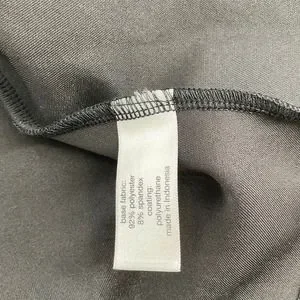 base fabric:
92% polyester
8% spandex
coating:
polyurethane
made in Indonesia